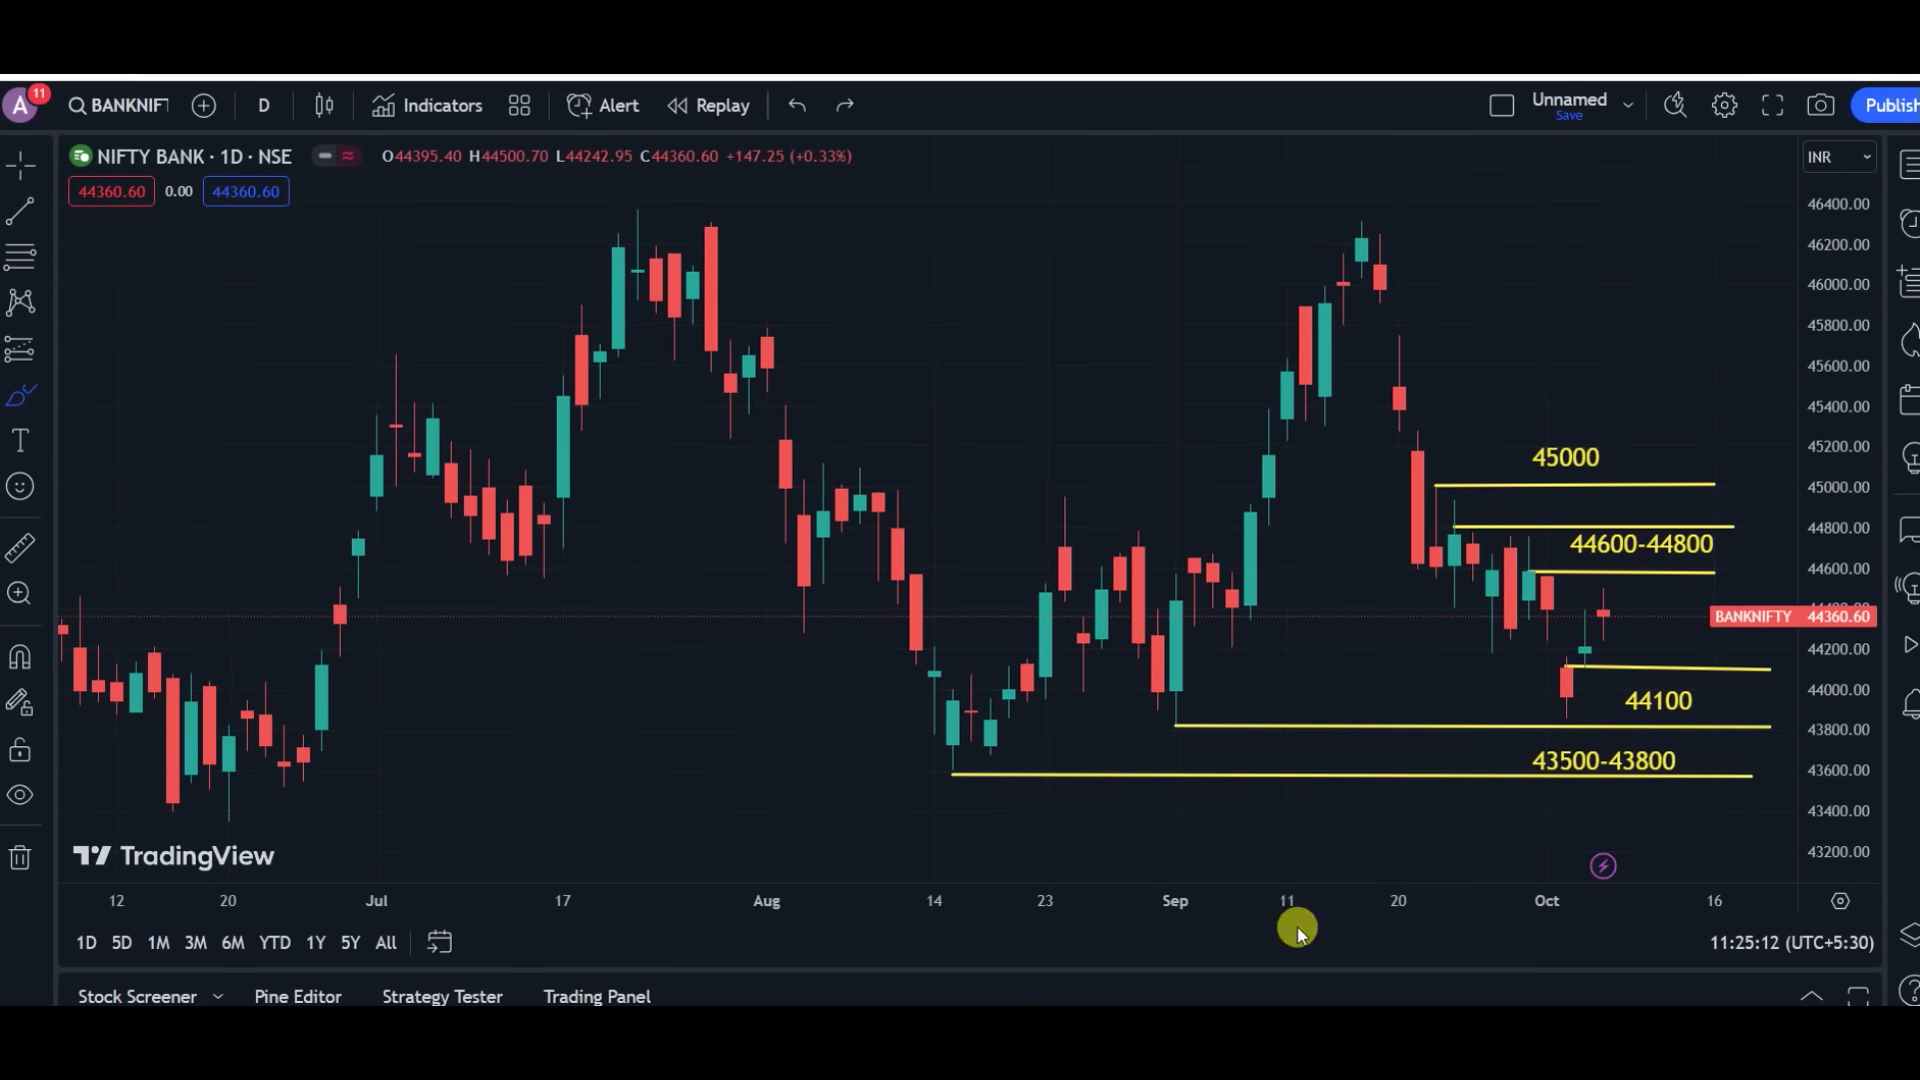 A 11 BANKNIF D Indicators Alert Replay Unnamed Save Publish
NIFTY BANK · 1D · NSE O44395.40 H44500.70 L44242.95 C44360.60 +147.25 (+0.33%)
INR
44360.60 0.00 44360.60
46400.00
46200.00
46000.00
45800.00
45600.00
45400.00
45200.00
45000
45000.00
44800.00
44600-44800
44600.00
BANKNIFTY 44360.60
44200.00
44000.00
44100
43800.00
43500-43800
43600.00
43400.00
43200.00
TradingView
12 20 Jul 17 Aug 14 23 Sep 11 20 Oct 16
1D 5D 1M 3M 6M YTD 1Y 5Y All 11:25:12 (UTC+5:30)
Stock Screener Pine Editor Strategy Tester Trading Panel